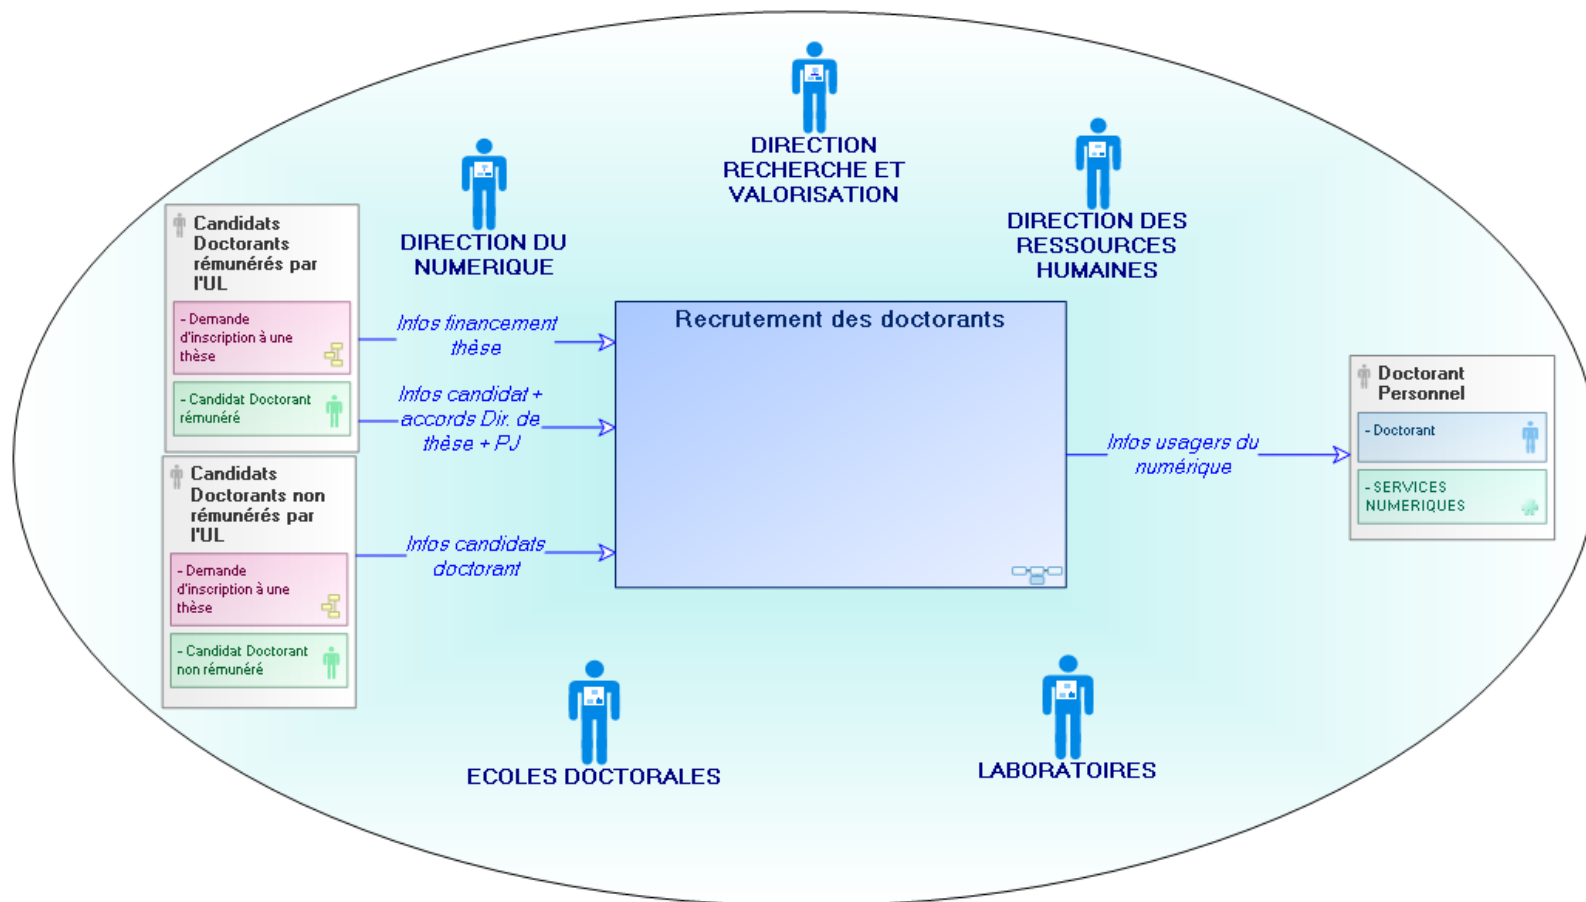 DIRECTION
RECHERCHE ET
VALORISATION
DIRECTION DU
NUMERIQUE
DIRECTION DES
RESSOURCES
HUMAINES
Candidats
Doctorants
rémunérés par
l'UL
- Demande
d'inscription à une
thèse
- Candidat Doctorant
rémunéré
Infos financement
thèse
Infos candidat +
accords Dir. de
thèse + PJ
Recrutement des doctorants
Candidats
Doctorants non
rémunérés par
l'UL
- Demande
d'inscription à une
thèse
- Candidat Doctorant
non rémunéré
Infos candidats
doctorant
Infos usagers du
numérique
Doctorant
Personnel
- Doctorant
- SERVICES
NUMERIQUES
ECOLES DOCTORALES
LABORATOIRES